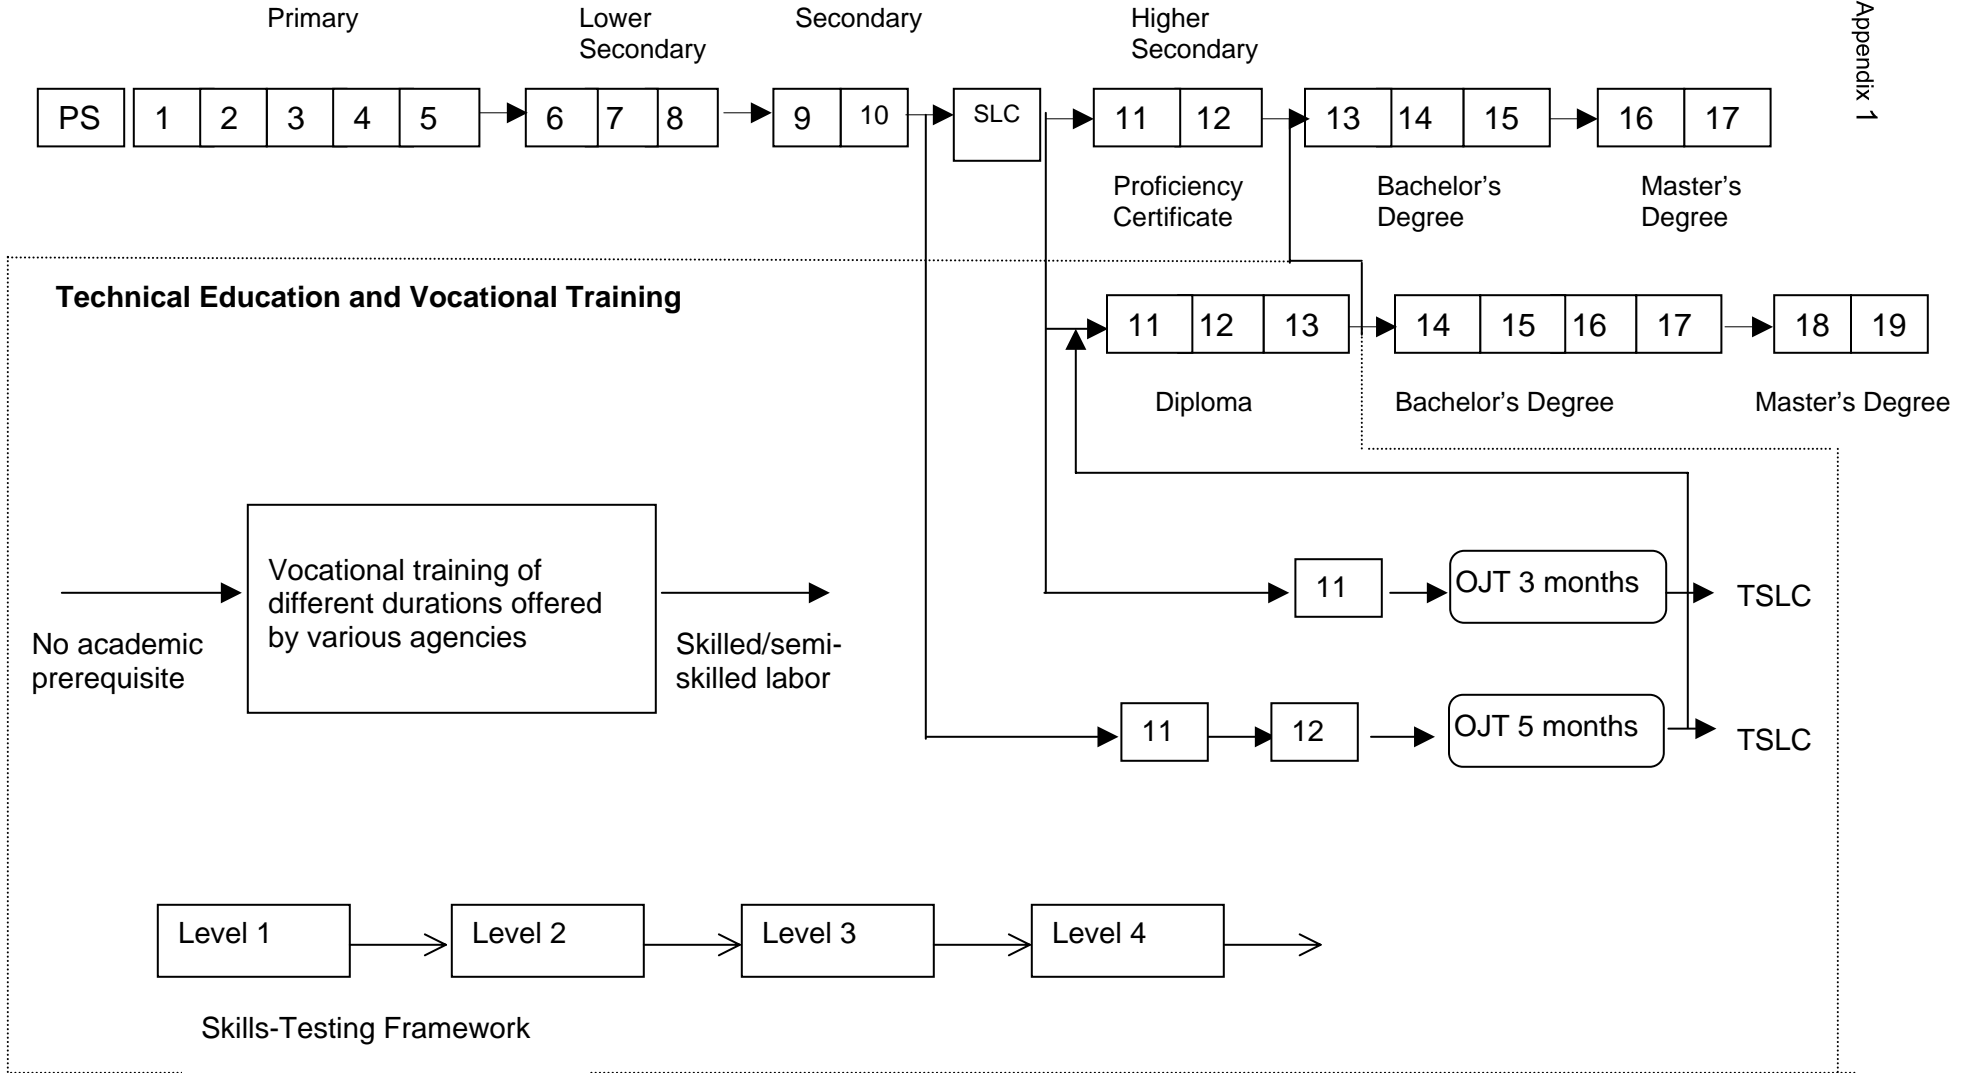 Appendix 1
Primary
Lower
Secondary
Secondary
Higher
Secondary
PS 1 2 3 4 5 6 7 8 9 10 SLC 11 12 13 14 15 16 17
Proficiency
Certificate
Bachelor’s
Degree
Master’s
Degree
Technical Education and Vocational Training
11 12 13 14 15 16 17 18 19
Diploma
Bachelor’s Degree
Master’s Degree
No academic
prerequisite
Vocational training of
different durations offered
by various agencies
Skilled/semi-
skilled labor
11 OJT 3 months TSLC
11 12 OJT 5 months TSLC
Level 1 Level 2 Level 3 Level 4
Skills-Testing Framework